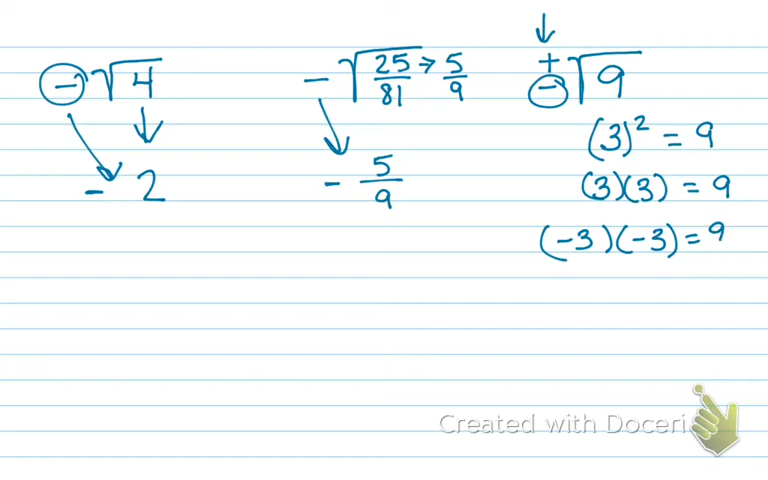 -√4
- 2
-√25/81 → 5/9
- 5/9
±√9
(3)² = 9
(3)(3) = 9
(-3)(-3) = 9
Created with Doceri